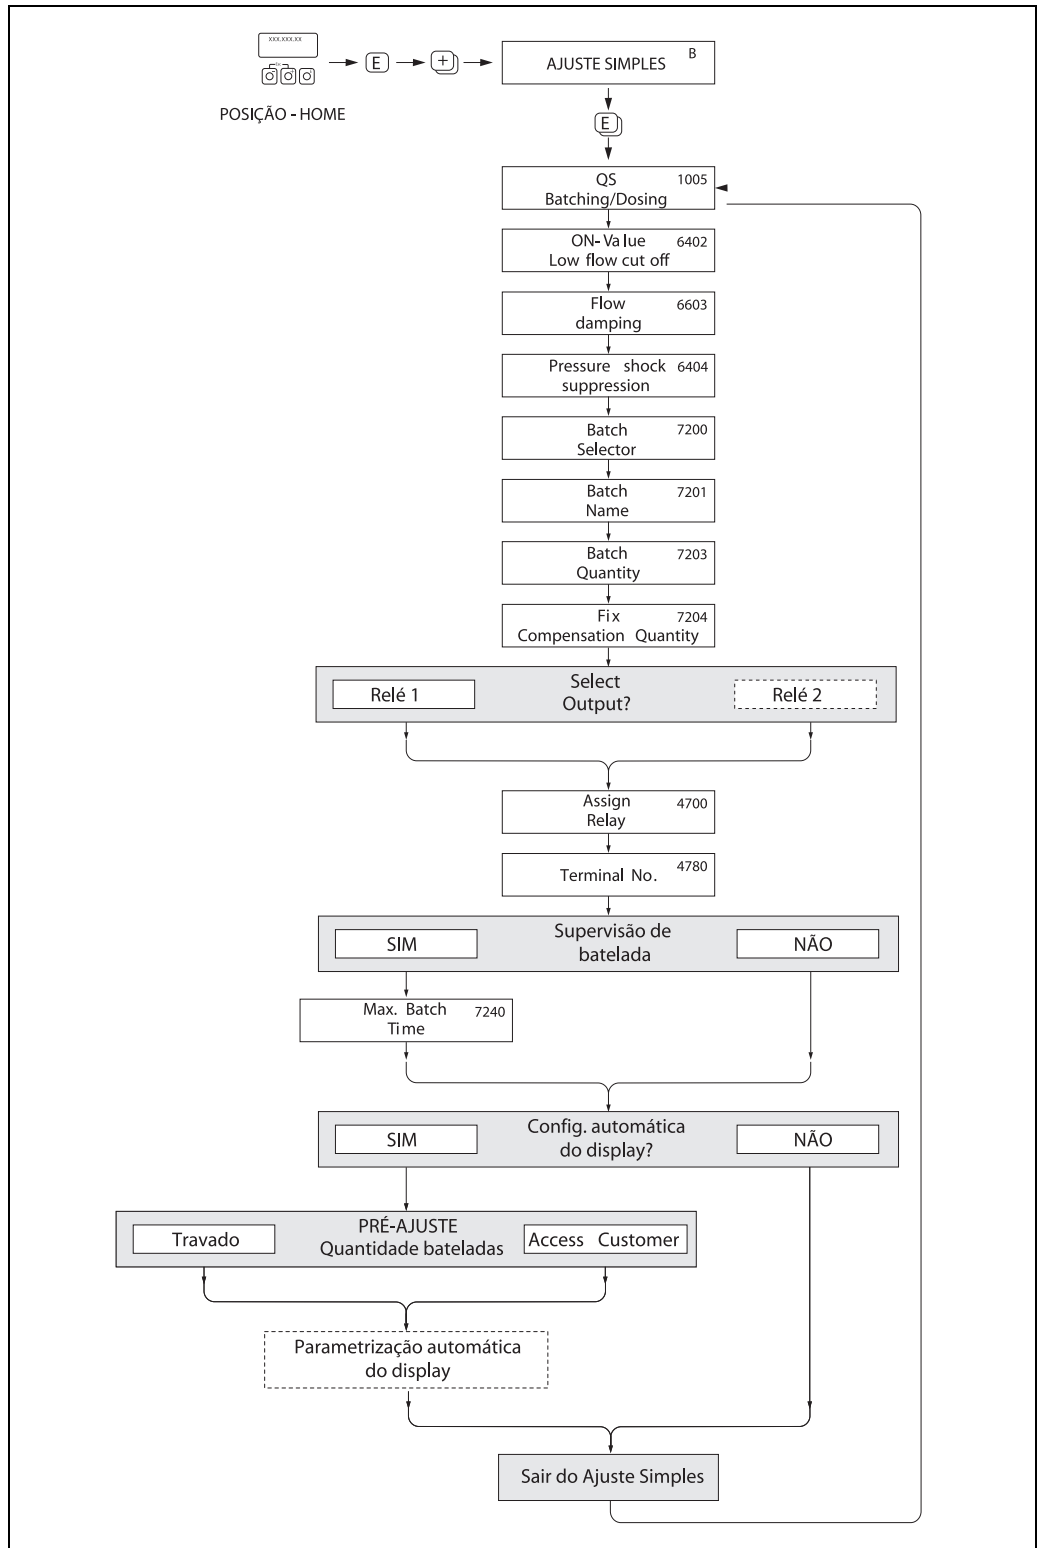 xxx.xxx.xx
E
+
AJUSTE SIMPLES
B
POSIÇÃO - HOME
E
QS
1005
Batching/Dosing
ON-Value
6402
Low flow cut off
Flow
6603
damping
Pressure shock
6404
suppression
Batch
7200
Selector
Batch
7201
Name
Batch
7203
Quantity
Fix
7204
Compensation Quantity
Relé 1
Select
Output?
Relé 2
Assign
4700
Relay
Terminal No.
4780
SIM
Supervisão de
batelada
NÃO
Max. Batch
7240
Time
SIM
Config. automática
do display?
NÃO
Travado
PRÉ-AJUSTE
Quantidade bateladas
Access Customer
Parametrização automática
do display
Sair do Ajuste Simples